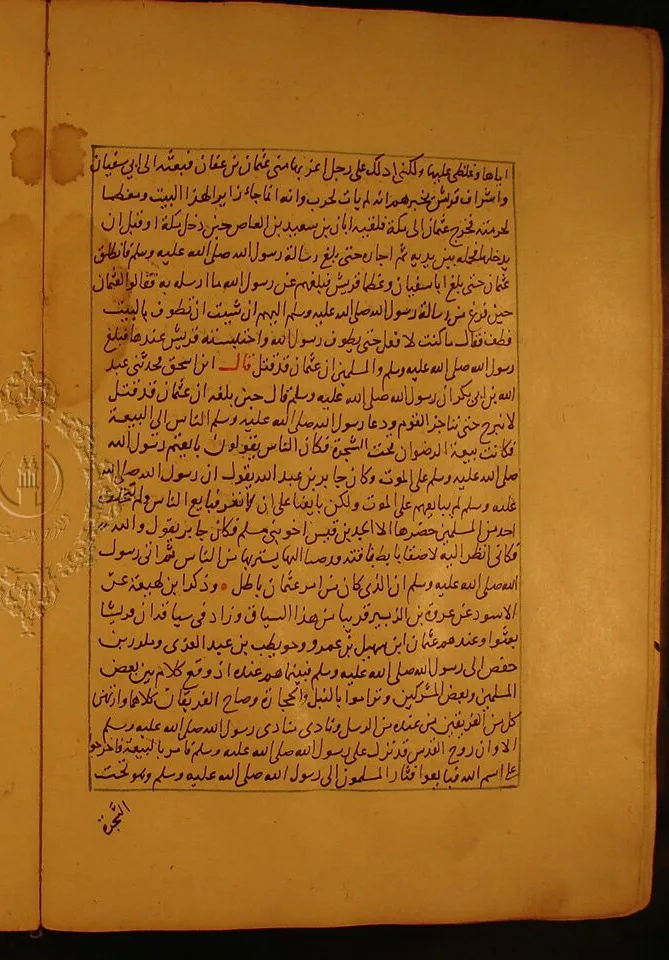 اياها وغلظي عليها ولكني ادلك على رجل اعز بها مني عثمان بن عفان فبعثه الى ابي سفيان
واشراف قريش يخبرهم انه لم يات لحرب وانه انما جاء زايرا لهذا البيت ومعظما
لحرمته فخرج عثمان الى مكة فلقيه ابان بن سعيد بن العاص حين دخل مكة او قبل ان
يدخلها فحمله بين يديه ثم اجاره حتى بلغ رسالة رسول الله صلى الله عليه وسلم فانطلق
عثمان حتى بلغ ابا سفيان وعظما قريش فبلغهم عن رسول الله ما ارسله به فقالوا لعثمان
حين فرغ من رسالة رسول الله صلى الله عليه وسلم اليهم ان شيت ان تطوف بالبيت
فطف فقال ما كنت لا فعل حتى يطوف رسول الله واحتبسته قريش عندها فبلغ
رسول الله صلى الله عليه وسلم والمسلمين ان عثمان قد قتل قال ابن اسحق فحدثني عبد
الله بن ابي بكر ان رسول الله صلى الله عليه وسلم قال حين بلغه ان عثمان قد قتل
لا نبرح حتى نناجز القوم ودعا رسول الله صلى الله عليه وسلم الناس الى البيعة
فكانت بيعة الرضوان تحت الشجرة فكان الناس يقولون بايعهم رسول الله
صلى الله عليه وسلم على الموت وكان جابر بن عبد الله يقول ان رسول الله صلى الله
عليه وسلم لم يبايعهم على الموت ولكن بايعنا على ان لا نفر فبايع الناس ولم يتخلف
احد من المسلمين حضرها الا الجد بن قيس اخو بني سلم فكان جابر يقول والله
فكاني انظر اليه لاصقا بابط ناقته قد صبا اليها يستتر بها من الناس ثم اتى رسول
الله صلى الله عليه وسلم ان الذي كان من امر عثمان باطل وذكر ابن لهيعة عن
الاسود عن عروة بن الزبير قريبا من هذا السياق وزاد في سياقه ان قريشا
بعثوا وعندهم عثمان ابن سهيل بن عمرو وحويطب بن عبد العزى ومكرز بن
حفص الى رسول الله صلى الله عليه وسلم فبينما هم عنده اذ وقع كلام بين بعض
المسلمين وبعض المشركين وتراموا بالنبل والحجارة وصاح الفريقان كلاهما وارتهن
كل من الفريقين من عنده من الرسل ونادى منادي رسول الله صلى الله عليه وسلم
الا وان روح القدس قد نزل على رسول الله صلى الله عليه وسلم فامر بالبيعة فاخرجوا
على اسم الله فبايعوا فثار المسلمون الى رسول الله صلى الله عليه وسلم وهو تحت
الشجرة